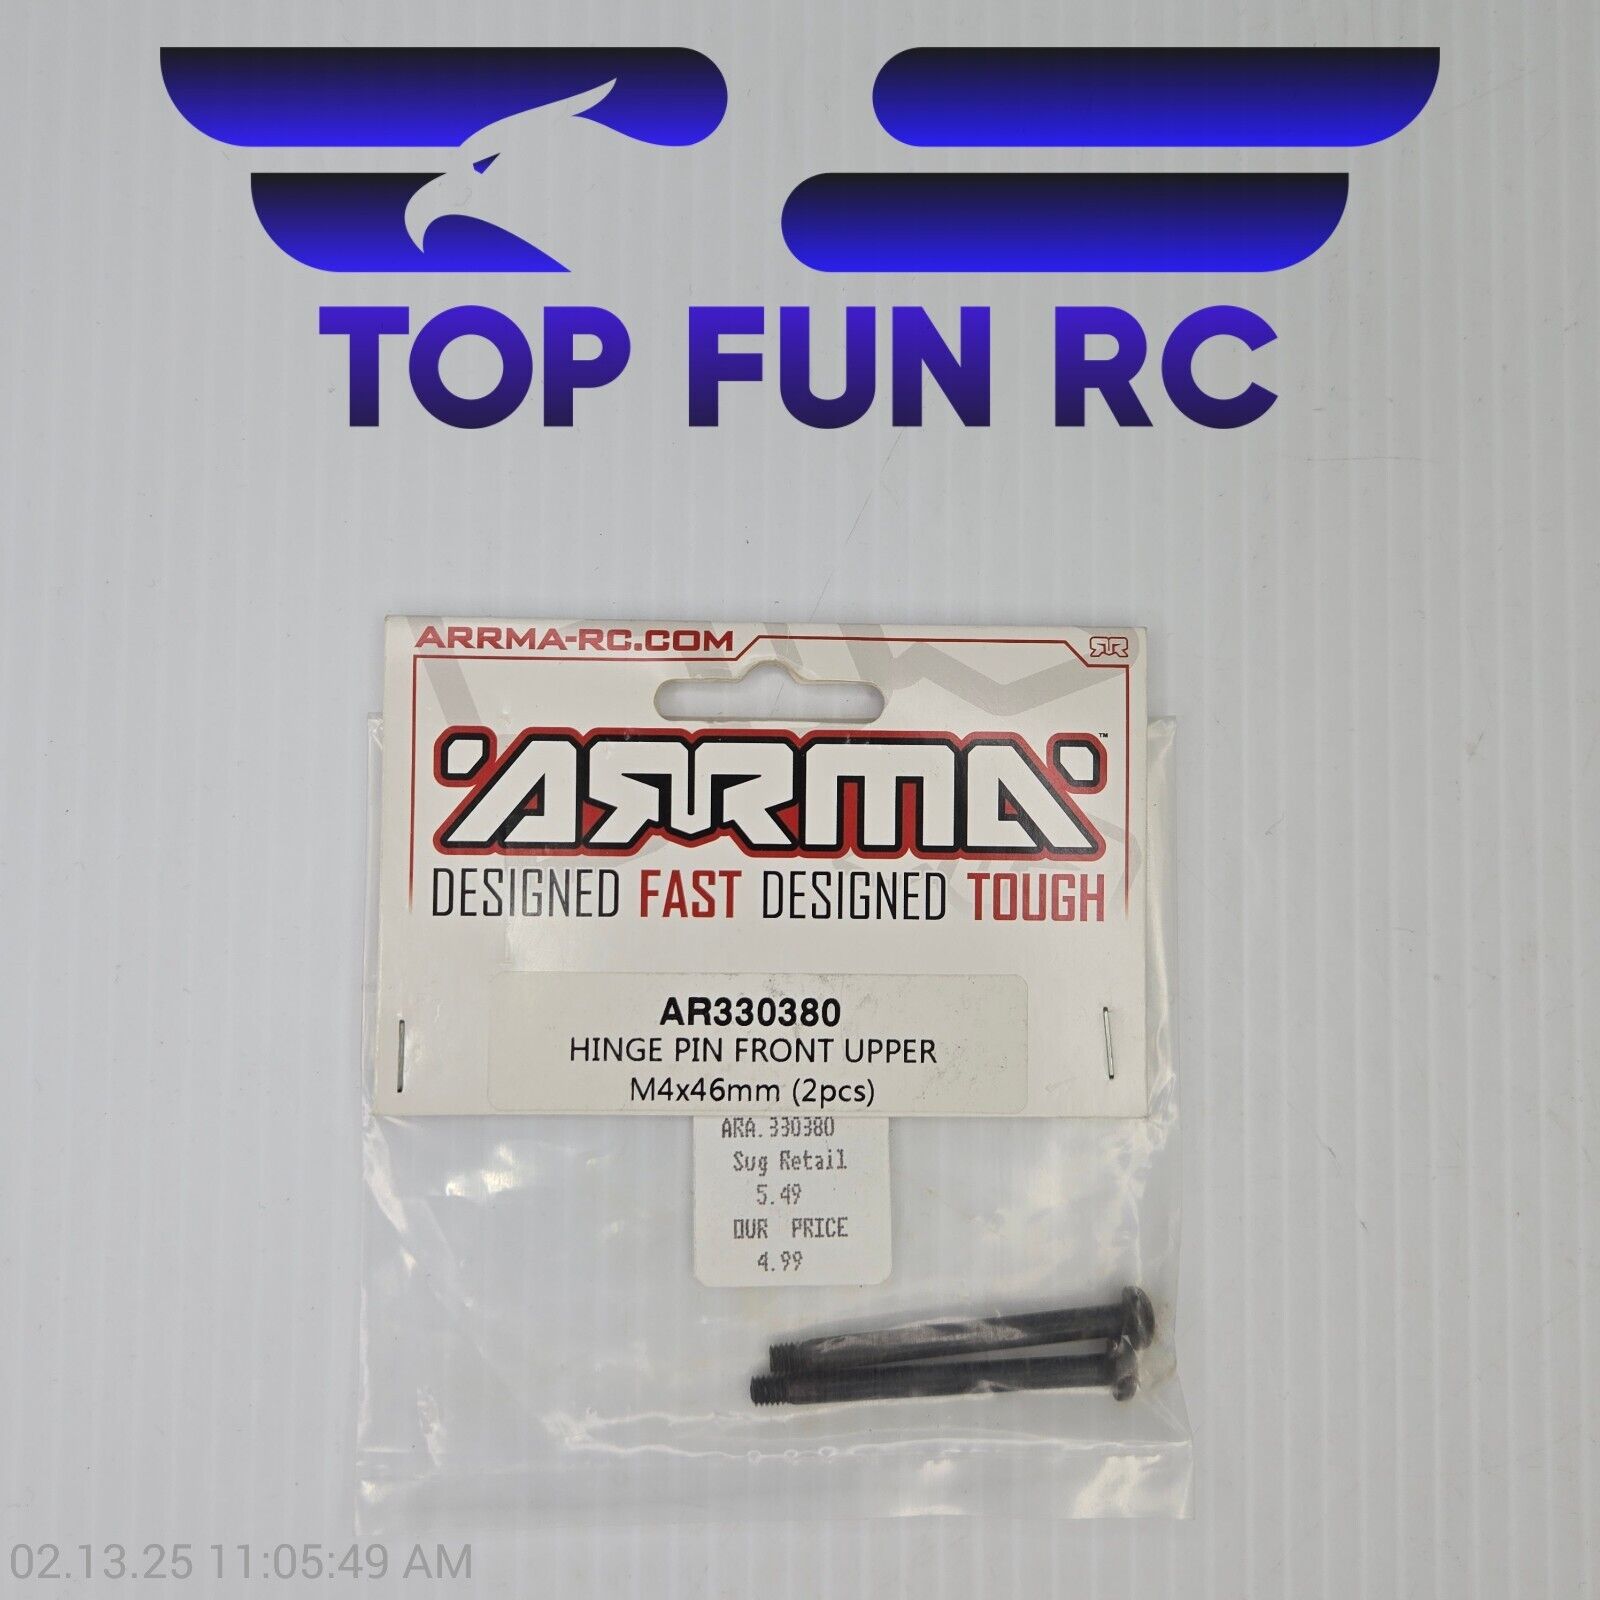 TOP FUN RC
ARRMA-RC.COM
ARRMA™
DESIGNED FAST DESIGNED TOUGH
AR330380
HINGE PIN FRONT UPPER
M4x46mm (2pcs)
ARA.330380
Sug Retail
5.49
OUR PRICE
4.99
02.13.25 11:05:49 AM